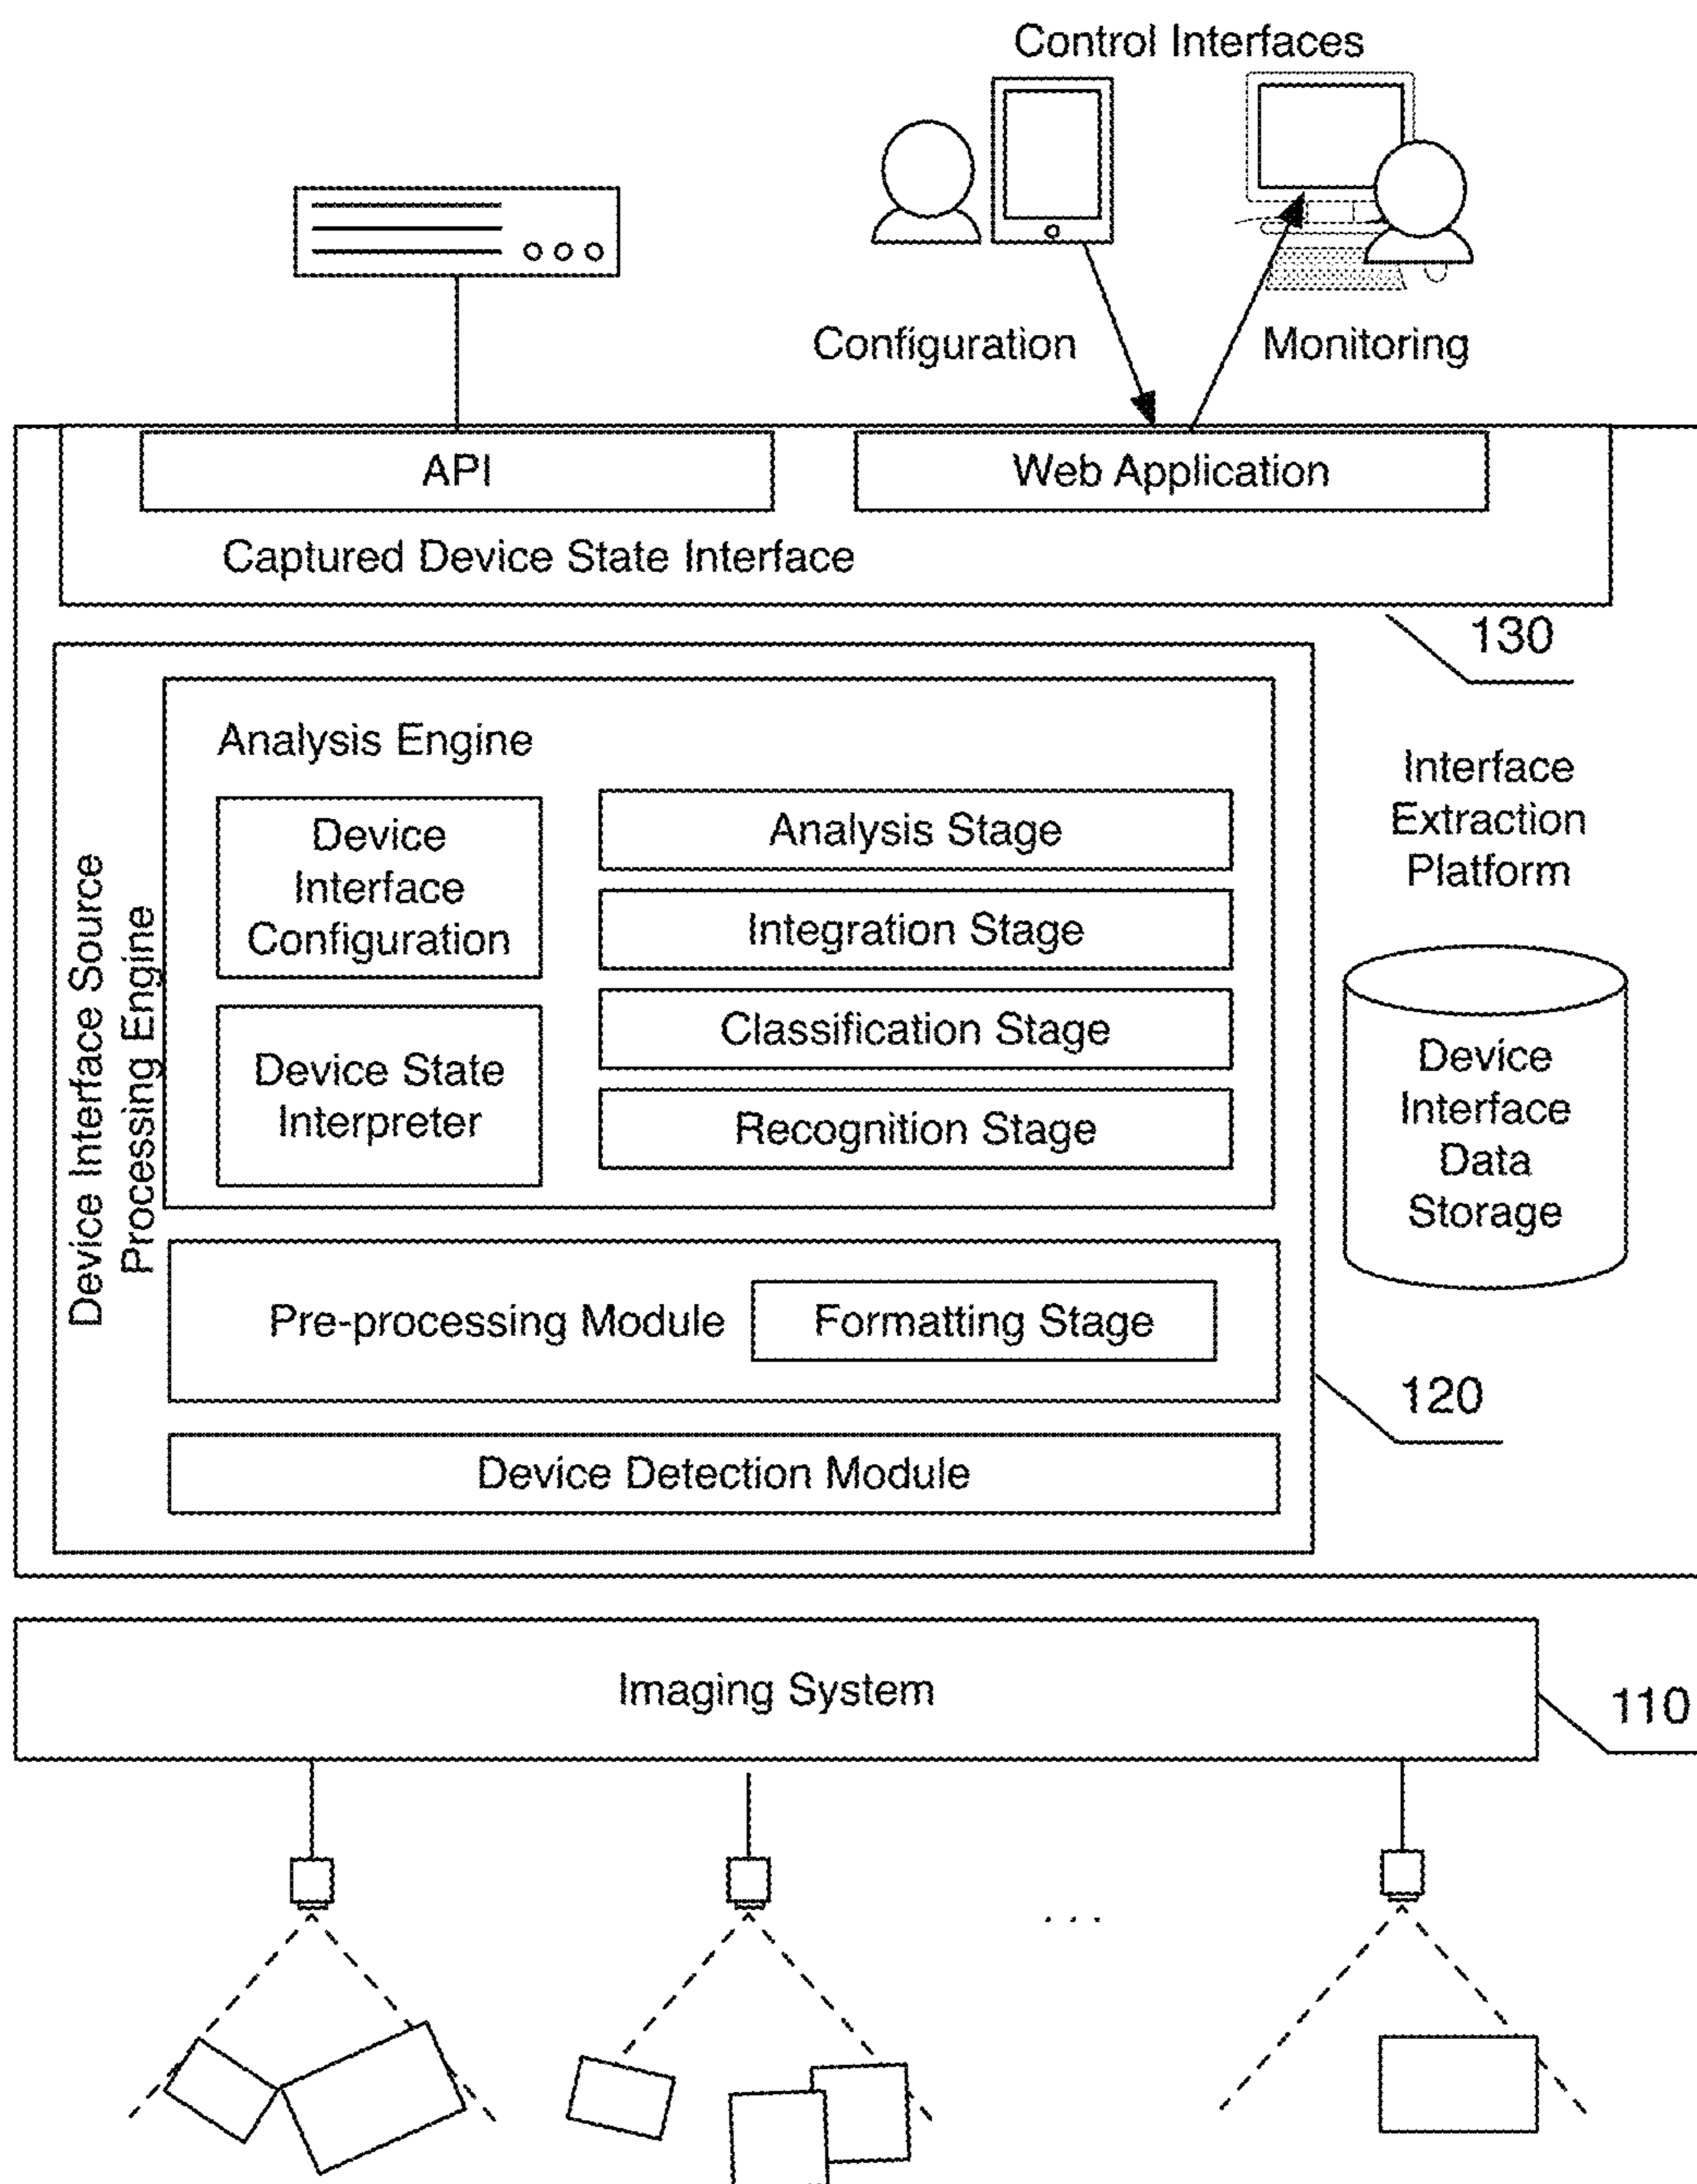 Control Interfaces
Configuration
Monitoring
API
Web Application
Captured Device State Interface
130
Device Interface Source
Processing Engine
Analysis Engine
Device
Interface
Configuration
Device State
Interpreter
Analysis Stage
Integration Stage
Classification Stage
Recognition Stage
Interface
Extraction
Platform
Device
Interface
Data
Storage
Pre-processing Module
Formatting Stage
120
Device Detection Module
Imaging System
110
. . .